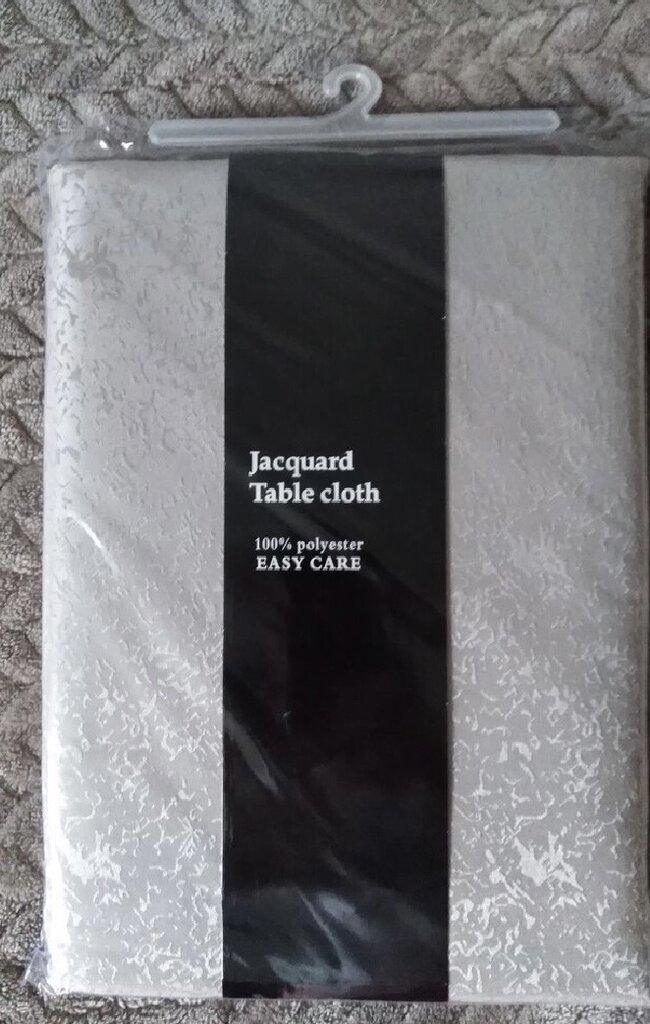 Jacquard
Table cloth
100% polyester
EASY CARE